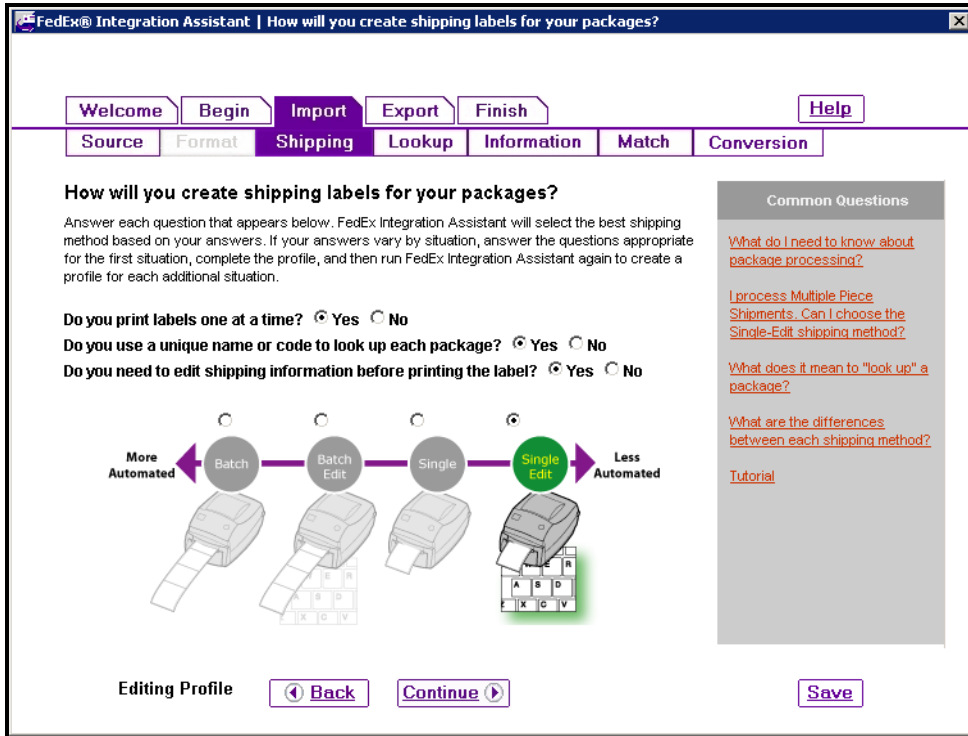 FedEx® Integration Assistant | How will you create shipping labels for your packages?
Welcome Begin Import Export Finish Help
Source Format Shipping Lookup Information Match Conversion
How will you create shipping labels for your packages?
Answer each question that appears below. FedEx Integration Assistant will select the best shipping
method based on your answers. If your answers vary by situation, answer the questions appropriate
for the first situation, complete the profile, and then run FedEx Integration Assistant again to create a
profile for each additional situation.
Do you print labels one at a time? Yes No
Do you use a unique name or code to look up each package? Yes No
Do you need to edit shipping information before printing the label? Yes No
More
Automated
Batch
Batch
Edit
Single
Single
Edit
Less
Automated
E R
A S D
X C V
E R
A S D
Z X C V
Common Questions
What do I need to know about
package processing?
I process Multiple Piece
Shipments. Can I choose the
Single-Edit shipping method?
What does it mean to "look up" a
package?
What are the differences
between each shipping method?
Tutorial
Editing Profile Back Continue Save